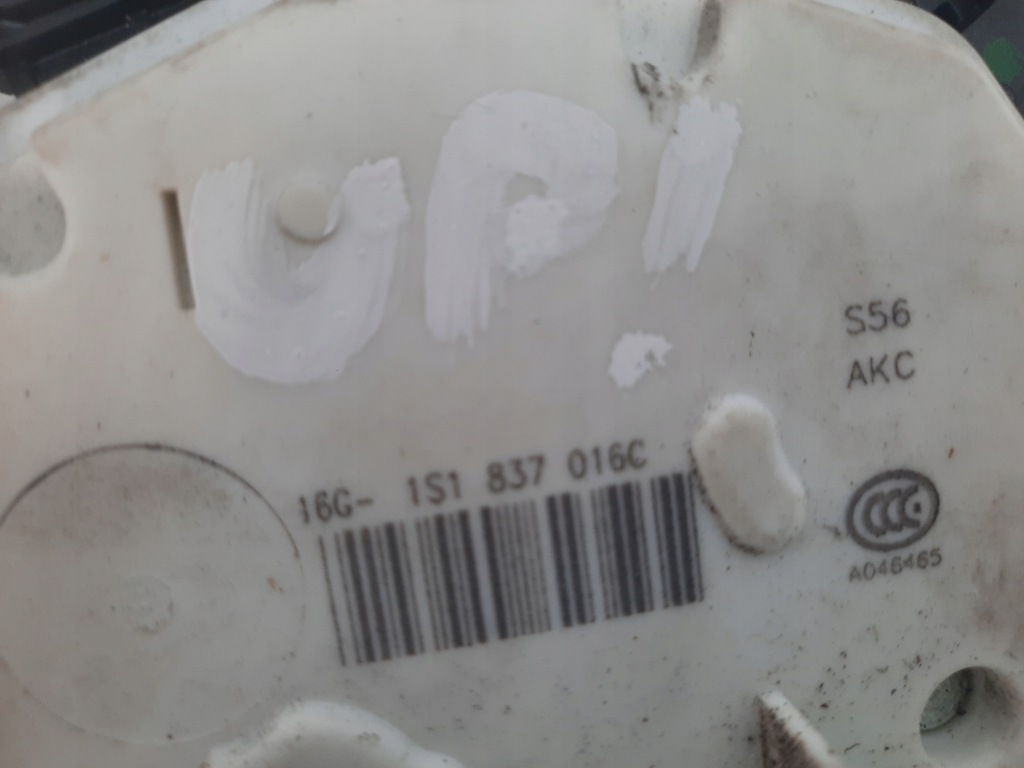 UP!
S56
AKC
16G- 1S1 837 016C
CCC
A046465